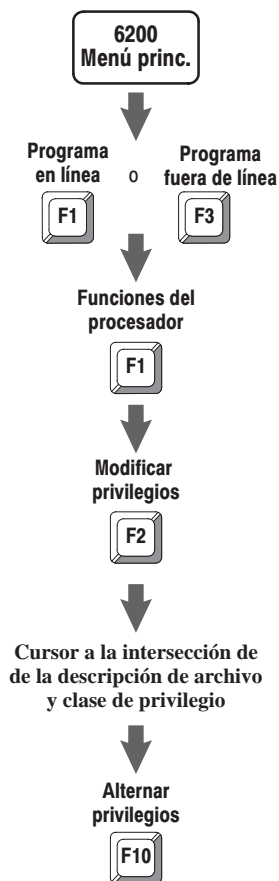 6200
Menú princ.
Programa
en línea
o
Programa
fuera de línea
F1
F3
Funciones del
procesador
F1
Modificar
privilegios
F2
Cursor a la intersección de
de la descripción de archivo
y clase de privilegio
Alternar
privilegios
F10